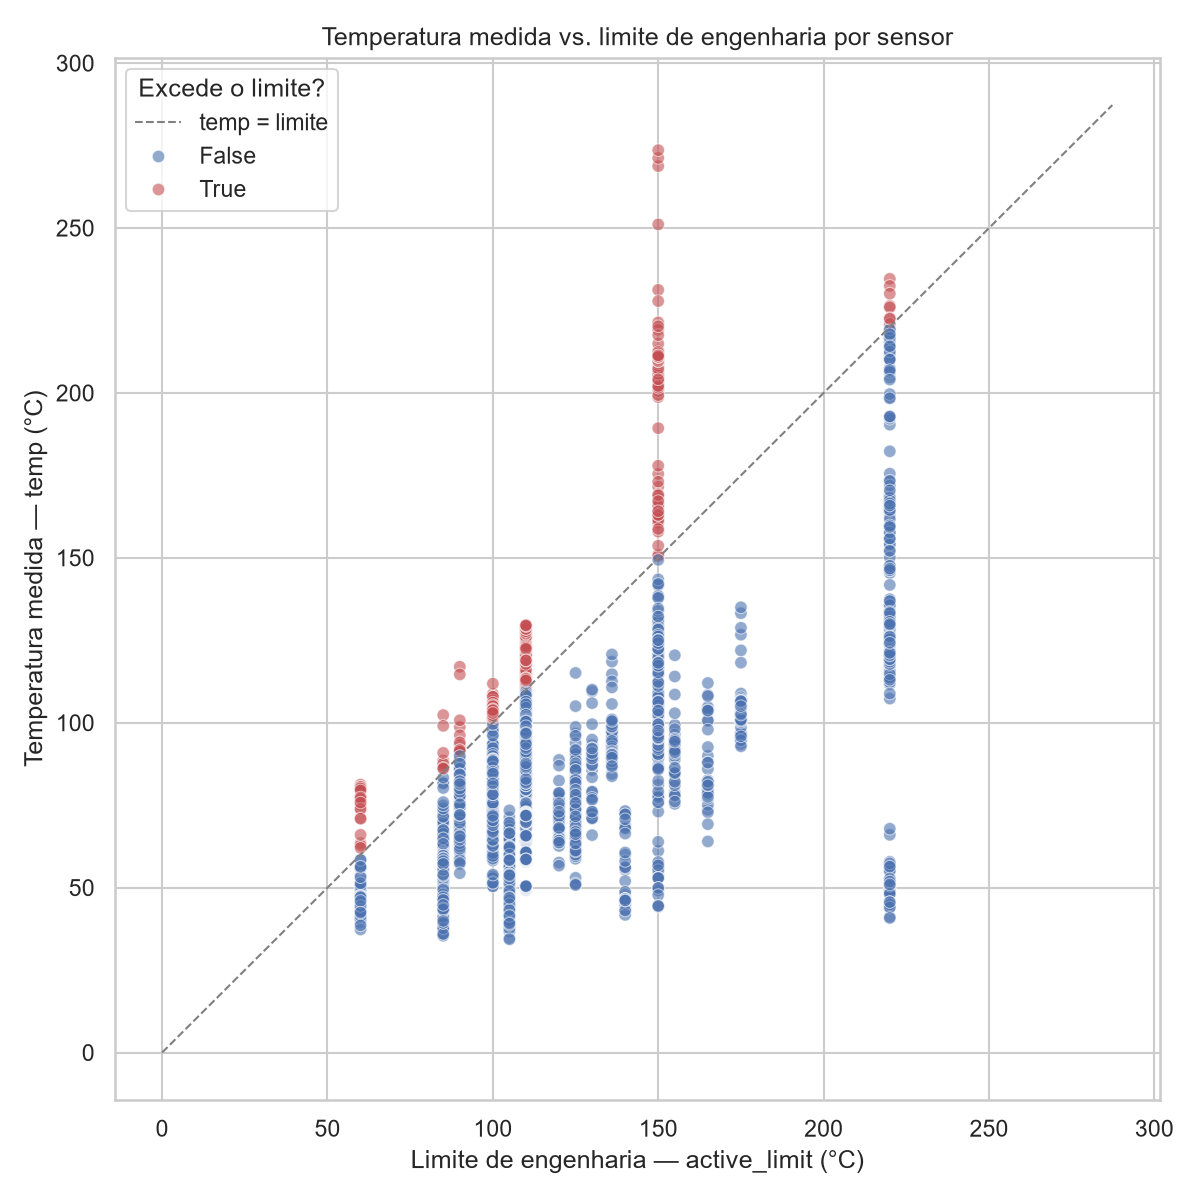 Temperatura medida vs. limite de engenharia por sensor
Excede o limite?
temp = limite
False
True
Temperatura medida — temp (°C)
300
250
200
150
100
50
0
0 50 100 150 200 250 300
Limite de engenharia — active_limit (°C)